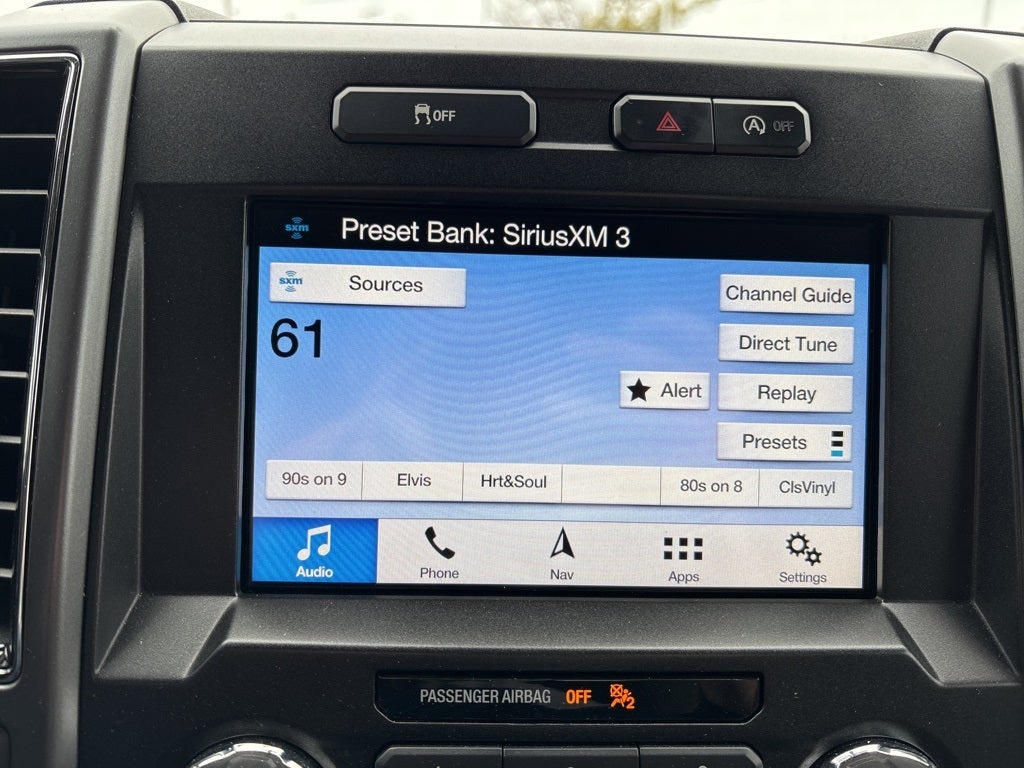 OFF
A OFF
sxm Preset Bank: SiriusXM 3
sxm Sources
Channel Guide
61
Direct Tune
Alert Replay
Presets
90s on 9 Elvis Hrt&Soul 80s on 8 ClsVinyl
Audio Phone Nav Apps Settings
PASSENGER AIRBAG OFF 2